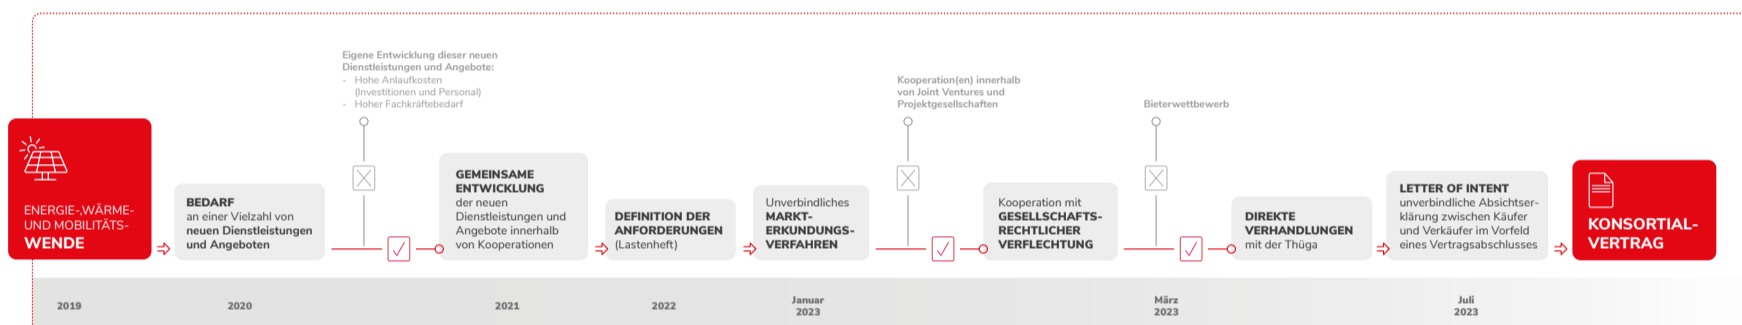 ENERGIE-,WÄRME-
UND MOBILITÄTS-
WENDE
BEDARF
an einer Vielzahl von
neuen Dienstleistungen
und Angeboten
Eigene Entwicklung dieser neuen
Dienstleistungen und Angebote:
- Hohe Anlaufkosten
(Investitionen und Personal)
- Hoher Fachkräftebedarf
GEMEINSAME
ENTWICKLUNG
der neuen
Dienstleistungen und
Angebote innerhalb
von Kooperationen
DEFINITION DER
ANFORDERUNGEN
(Lastenheft)
Unverbindliches
MARKT-
ERKUNDUNGS-
VERFAHREN
Kooperation(en) innerhalb
von Joint Ventures und
Projektgesellschaften
Kooperation mit
GESELLSCHAFTS-
RECHTLICHER
VERFLECHTUNG
Bieterwettbewerb
DIREKTE
VERHANDLUNGEN
mit der Thüga
LETTER OF INTENT
unverbindliche Absichtser-
klärung zwischen Käufer
und Verkäufer im Vorfeld
eines Vertragsabschlusses
KONSORTIAL-
VERTRAG
2019
2020
2021
2022
Januar
2023
März
2023
Juli
2023